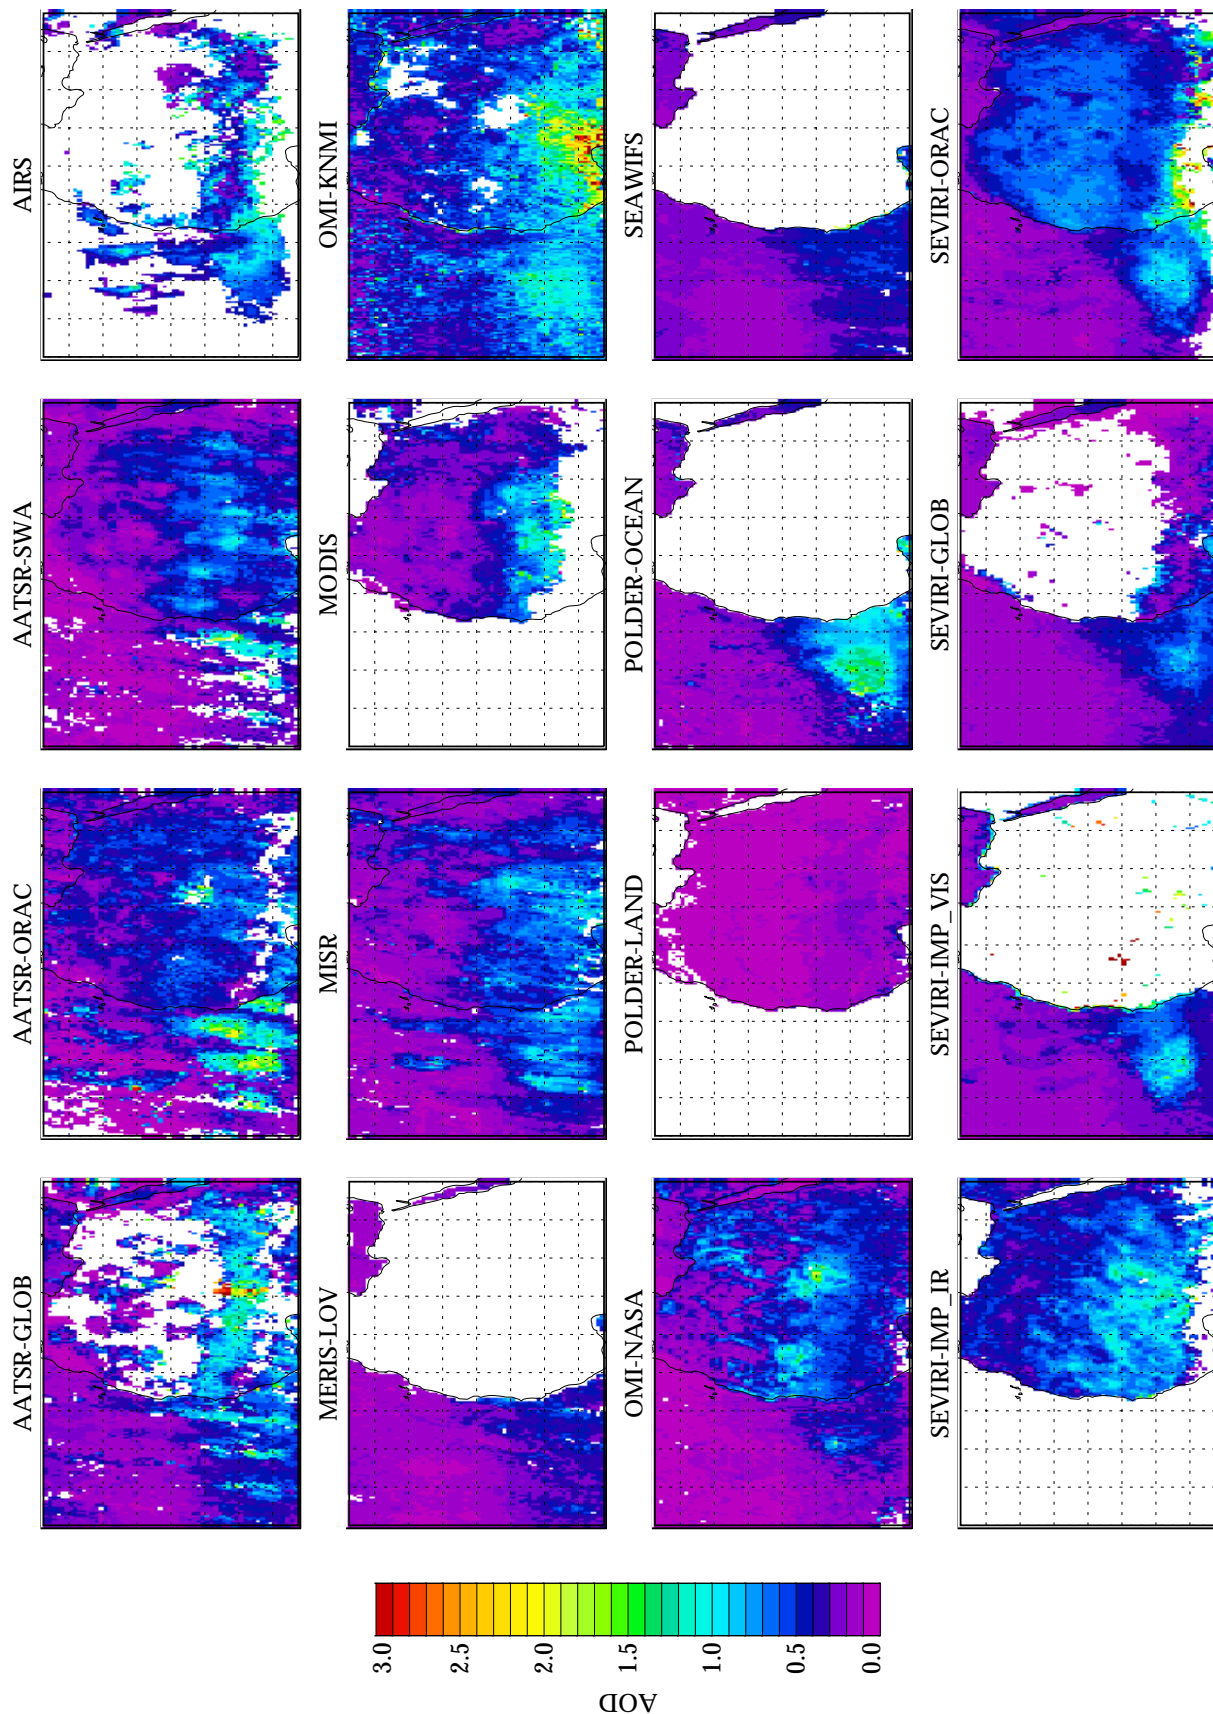 AATSR-GLOB
AATSR-ORAC
AATSR-SWA
AIRS
MERIS-LOV
MISR
MODIS
OMI-KNMI
OMI-NASA
POLDER-LAND
POLDER-OCEAN
SEAWIFS
SEVIRI-IMP_IR
SEVIRI-IMP_VIS
SEVIRI-GLOB
SEVIRI-ORAC
3.0
2.5
2.0
1.5
1.0
0.5
0.0
AOD